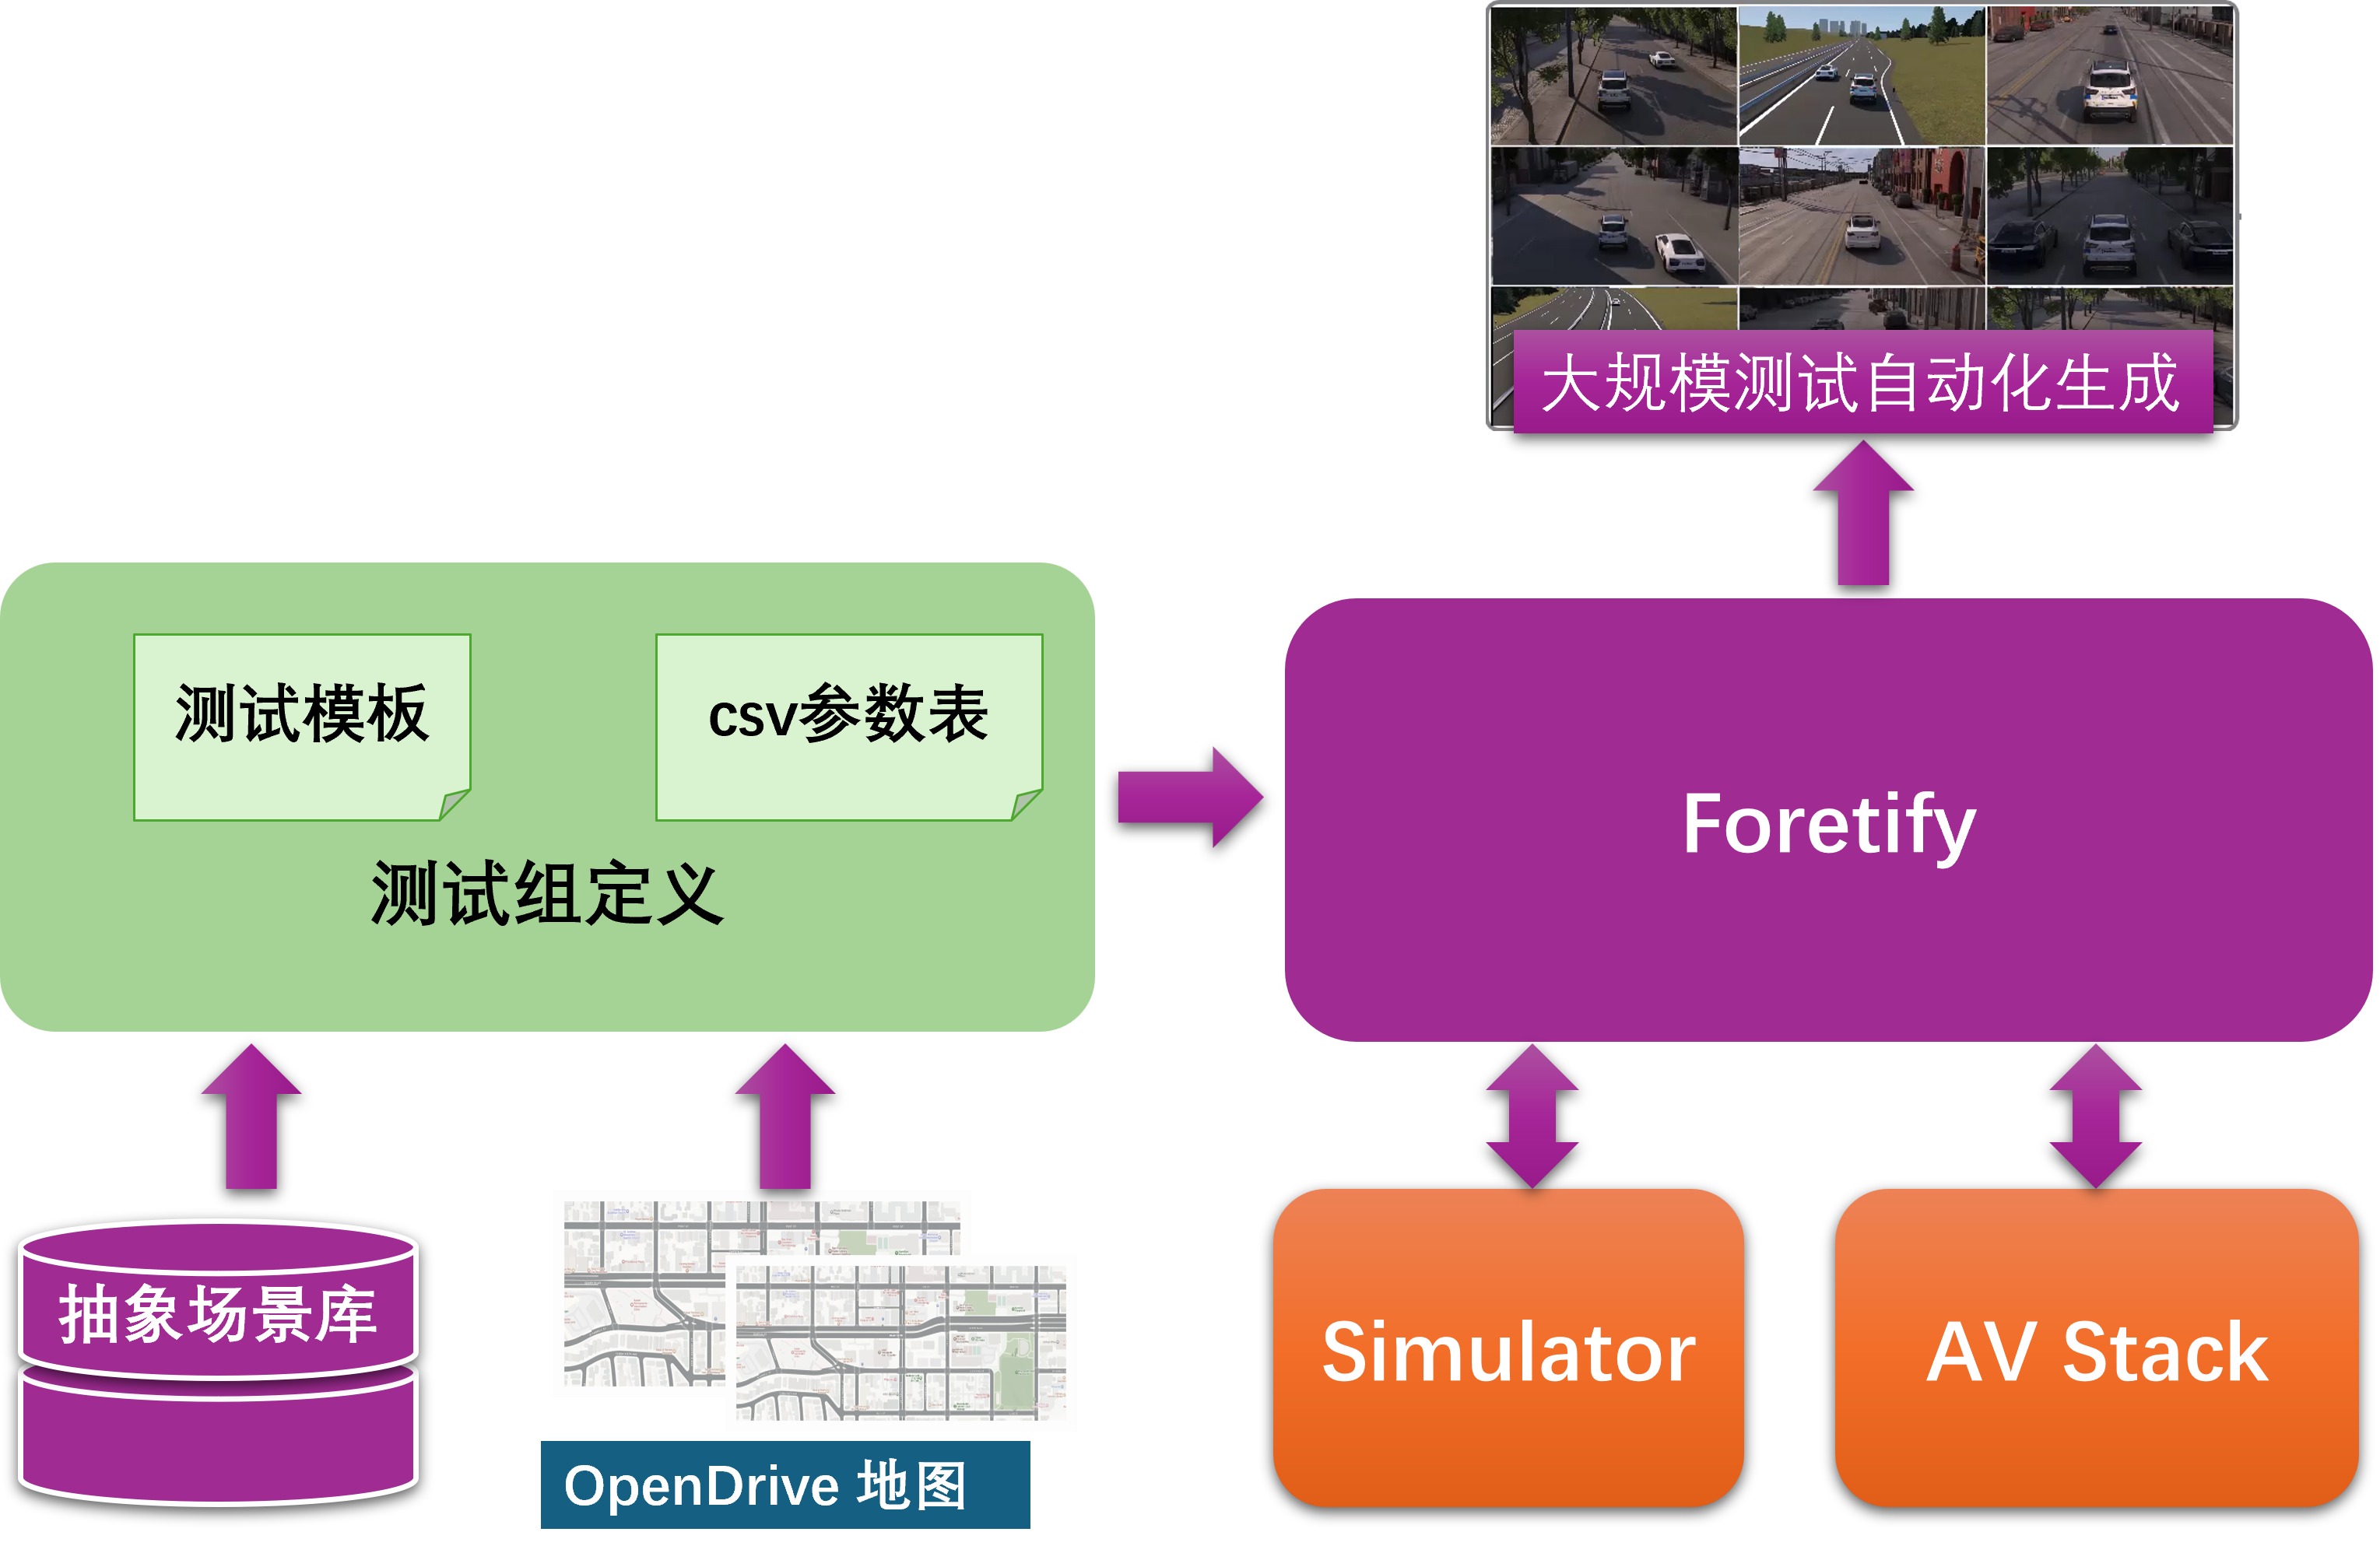 大规模测试自动化生成
测试模板
csv参数表
测试组定义
Foretify
抽象场景库
OpenDrive 地图
Simulator
AV Stack